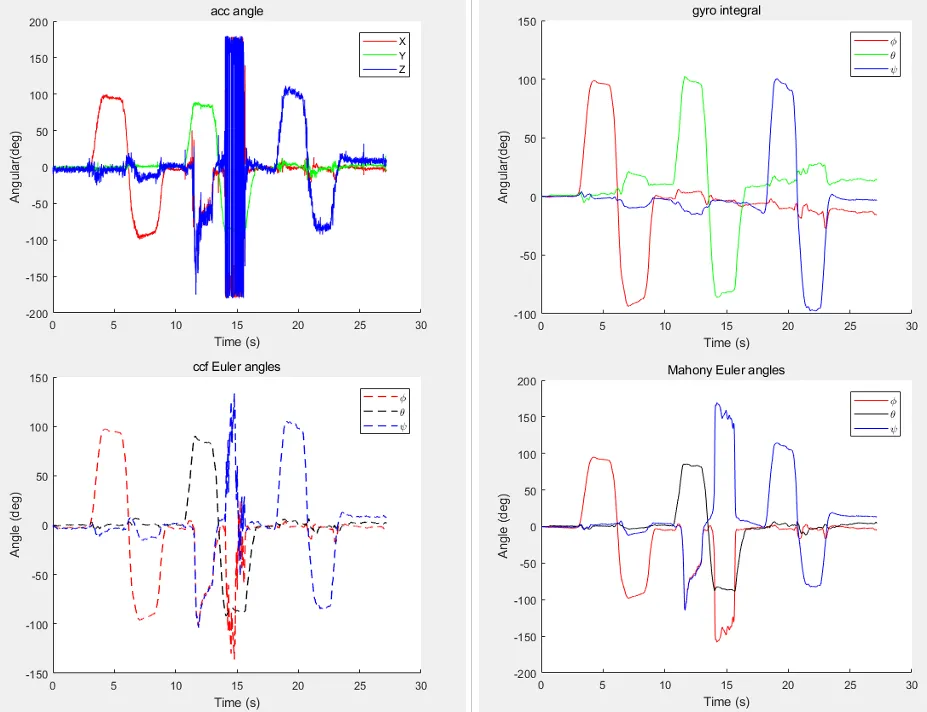 acc angle
200
150
100
50
0
-50
-100
-150
-200
Angular(deg)
X
Y
Z
0 5 10 15 20 25 30
Time (s)
gyro integral
150
100
50
0
-50
-100
Angular(deg)
ϕ
θ
ψ
0 5 10 15 20 25 30
Time (s)
ccf Euler angles
150
100
50
0
-50
-100
-150
Angle (deg)
ϕ
θ
ψ
0 5 10 15 20 25 30
Time (s)
Mahony Euler angles
200
150
100
50
0
-50
-100
-150
-200
Angle (deg)
ϕ
θ
ψ
0 5 10 15 20 25 30
Time (s)